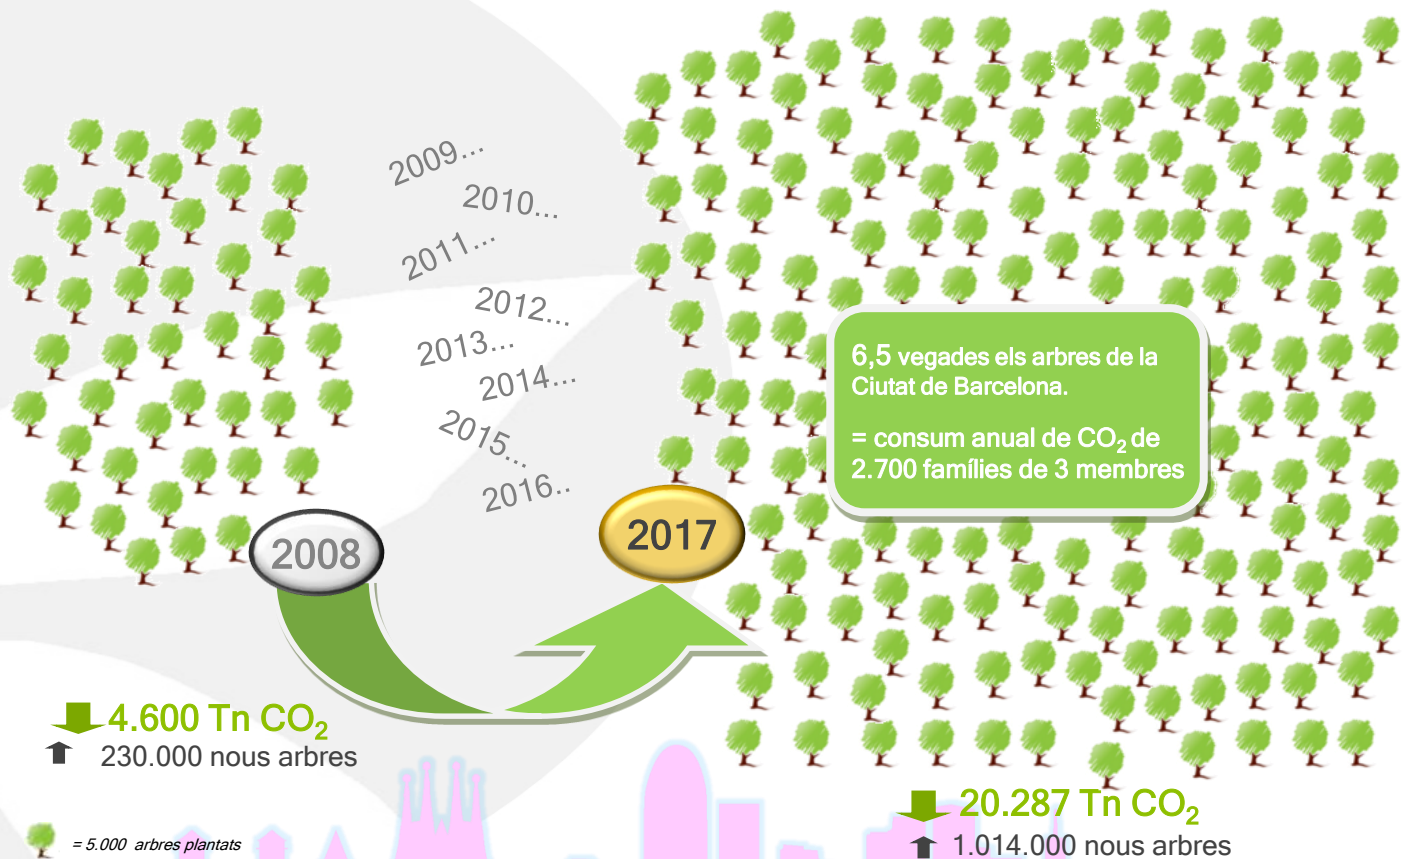 2009...
2010...
2011...
2012...
2013...
2014...
2015...
2016..
6,5 vegades els arbres de la
Ciutat de Barcelona.
= consum anual de CO₂ de
2.700 famílies de 3 membres
2008
2017
4.600 Tn CO₂
230.000 nous arbres
20.287 Tn CO₂
1.014.000 nous arbres
= 5.000 arbres plantats